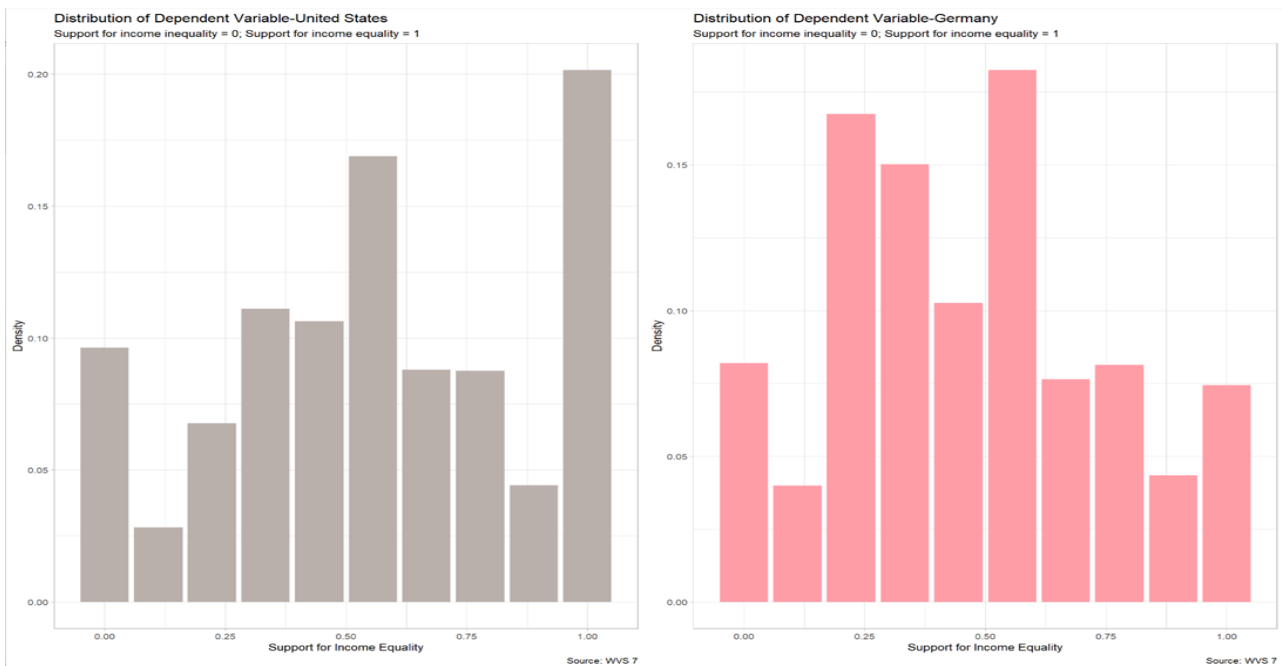 Distribution of Dependent Variable-United States
Support for income inequality = 0; Support for income equality = 1
0.20
0.15
0.10
0.05
0.00
Density
0.00 0.25 0.50 0.75 1.00
Support for Income Equality
Source: WVS 7
Distribution of Dependent Variable-Germany
Support for income inequality = 0; Support for income equality = 1
0.15
0.10
0.05
0.00
Density
0.00 0.25 0.50 0.75 1.00
Support for Income Equality
Source: WVS 7